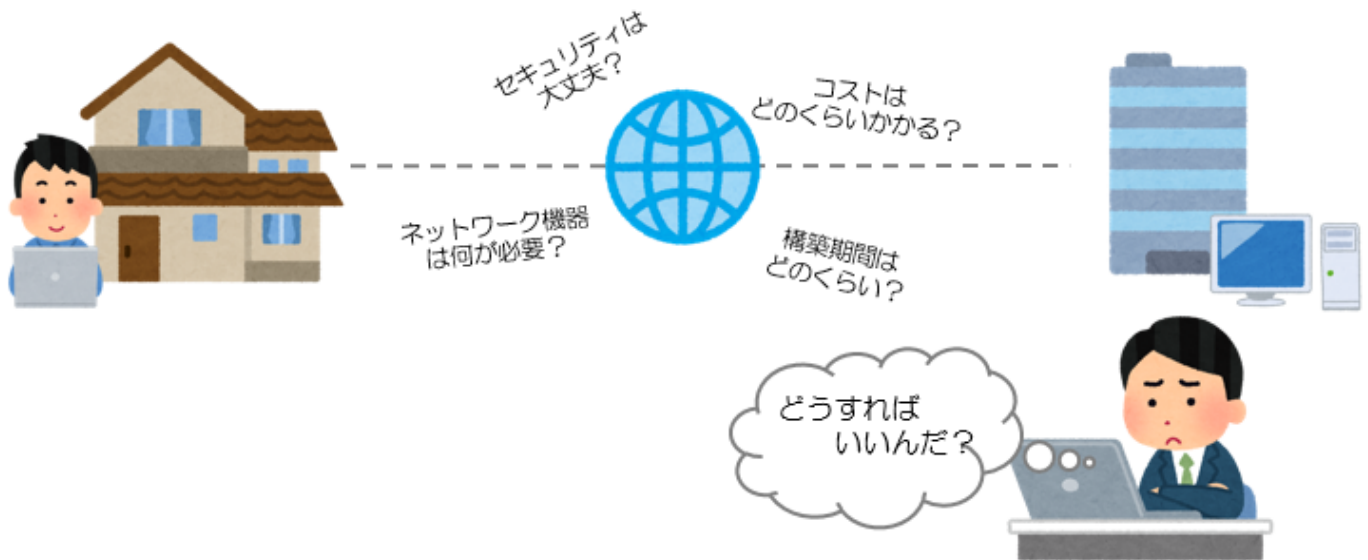 セキュリティは
大丈夫？
コストは
どのくらいかかる？
ネットワーク機器
は何が必要？
構築期間は
どのくらい？
どうすれば
いいんだ？